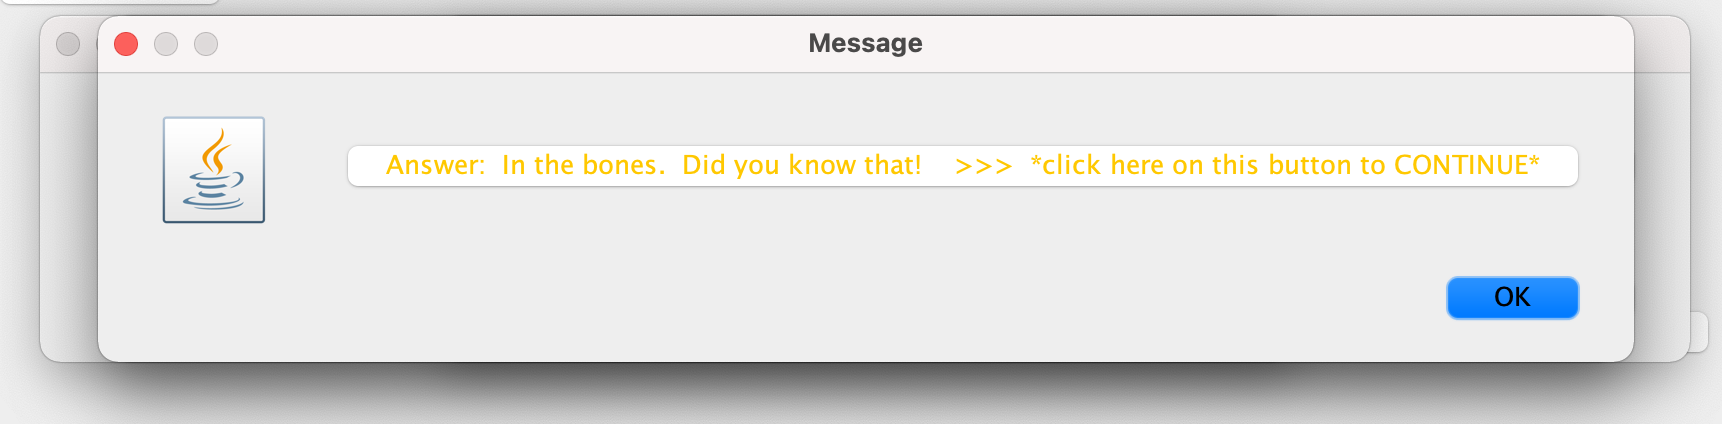 Message
Answer:  In the bones.  Did you know that!    >>>  *click here on this button to CONTINUE*
OK